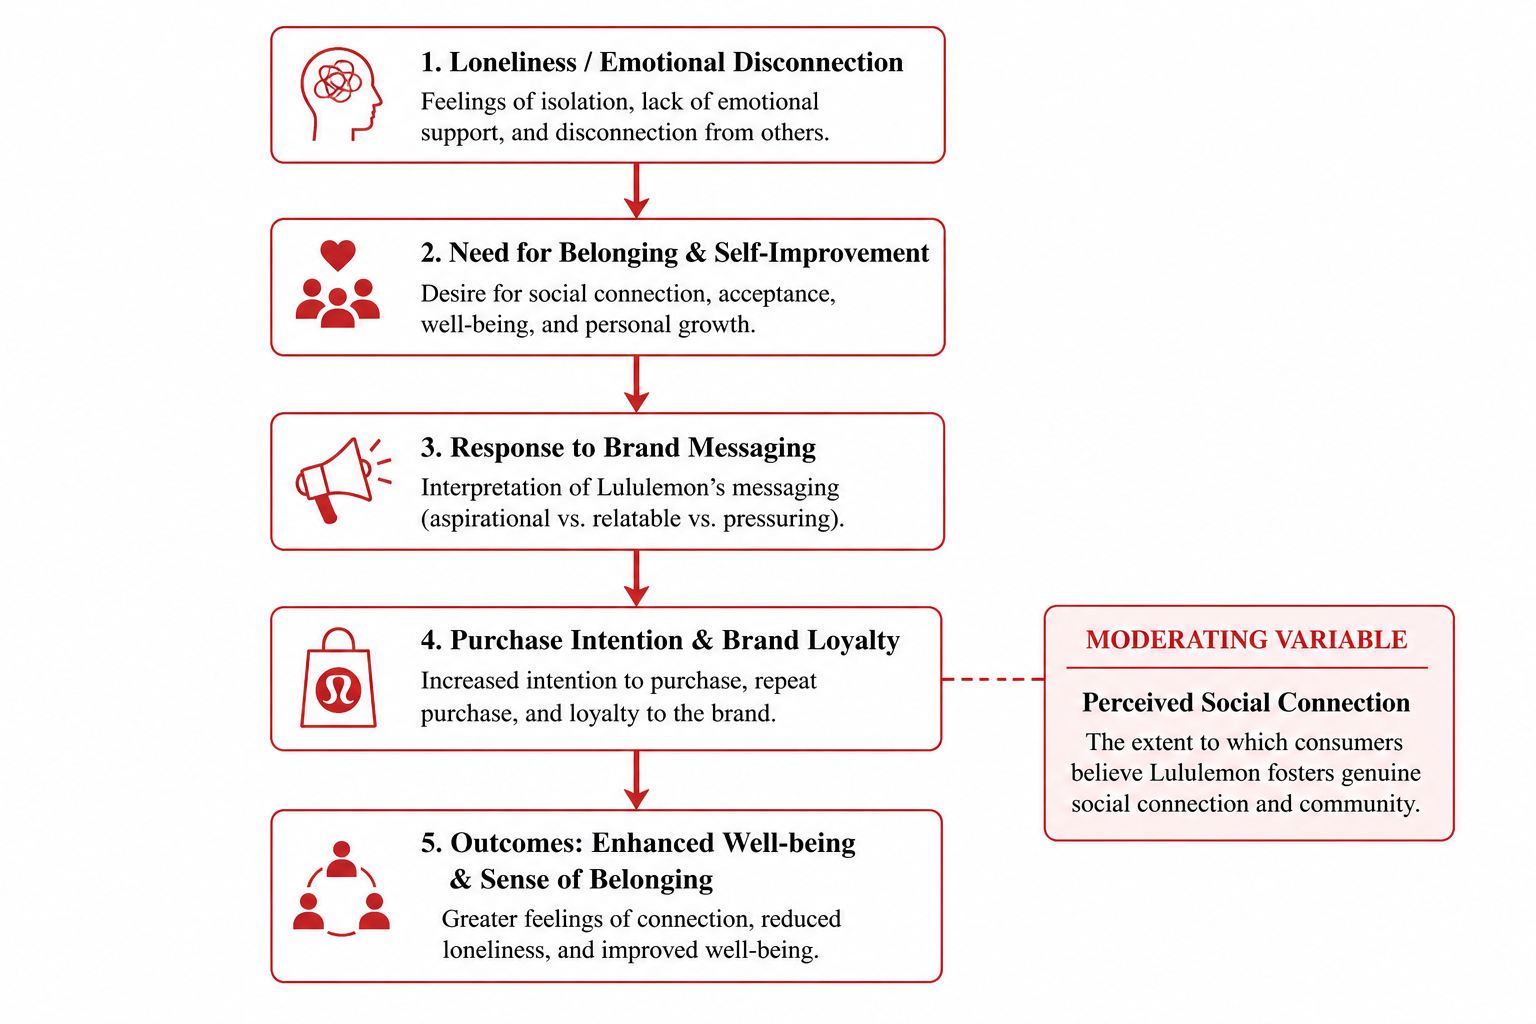 1. Loneliness / Emotional Disconnection
Feelings of isolation, lack of emotional
support, and disconnection from others.
2. Need for Belonging & Self-Improvement
Desire for social connection, acceptance,
well-being, and personal growth.
3. Response to Brand Messaging
Interpretation of Lululemon’s messaging
(aspirational vs. relatable vs. pressuring).
4. Purchase Intention & Brand Loyalty
Increased intention to purchase, repeat
purchase, and loyalty to the brand.
MODERATING VARIABLE
Perceived Social Connection
The extent to which consumers
believe Lululemon fosters genuine
social connection and community.
5. Outcomes: Enhanced Well-being
& Sense of Belonging
Greater feelings of connection, reduced
loneliness, and improved well-being.